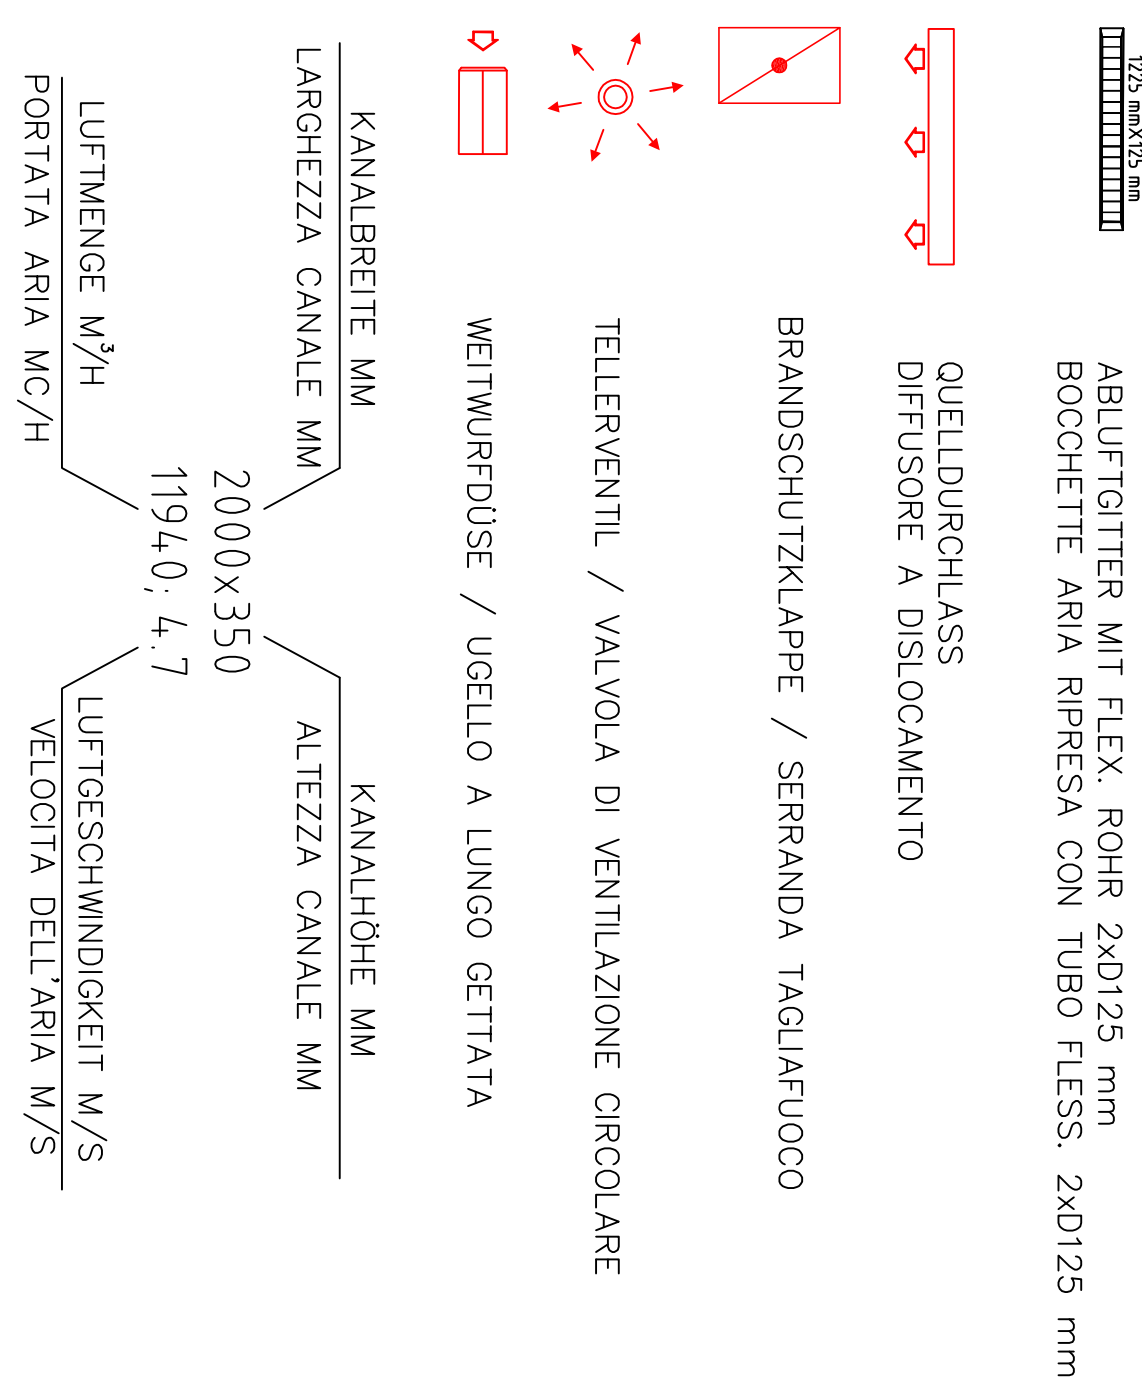 1225 mmX125 mm
ABLUFTGITTER MIT FLEX. ROHR 2xD125 mm
BOCCHETTE ARIA RIPRESA CON TUBO FLESS. 2xD125 mm
QUELLDURCHLASS
DIFFUSORE A DISLOCAMENTO
BRANDSCHUTZKLAPPE / SERRANDA TAGLIAFUOCO
TELLERVENTIL / VALVOLA DI VENTILAZIONE CIRCOLARE
WEITWURFDÜSE / UGELLO A LUNGO GETTATA
KANALBREITE MM
LARGHEZZA CANALE MM
KANALHÖHE MM
ALTEZZA CANALE MM
2000x350
11940; 4.7
LUFTMENGE M³/H
PORTATA ARIA MC/H
LUFTGESCHWINDIGKEIT M/S
VELOCITA DELL'ARIA M/S